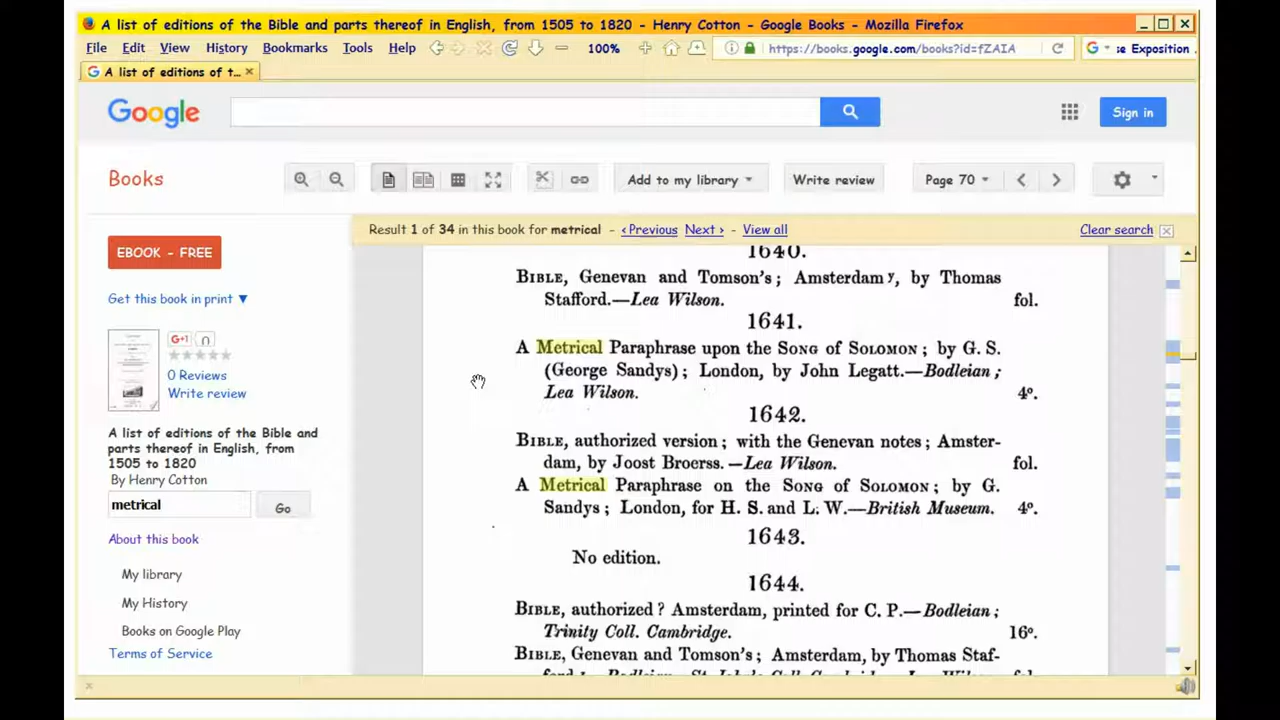 A list of editions of the Bible and parts thereof in English, from 1505 to 1820 - Henry Cotton - Google Books - Mozilla Firefox
File Edit View History Bookmarks Tools Help 100% https://books.google.com/books?id=fZAIA G ıe Exposition
G A list of editions of t... ×
Google Sign in
Books Add to my library Write review Page 70
Result 1 of 34 in this book for metrical - ‹Previous Next › - View all Clear search
EBOOK - FREE
Get this book in print ▼
G+1 0
0 Reviews
Write review
A list of editions of the Bible and
parts thereof in English, from
1505 to 1820
By Henry Cotton
metrical Go
About this book
My library
My History
Books on Google Play
Terms of Service
1640.
BIBLE, Genevan and Tomson's; Amsterdam y, by Thomas
Stafford.—Lea Wilson. fol.
1641.
A Metrical Paraphrase upon the SONG of SOLOMON; by G. S.
(George Sandys); London, by John Legatt.—Bodleian;
Lea Wilson. 4º.
1642.
BIBLE, authorized version; with the Genevan notes; Amster-
dam, by Joost Broerss.—Lea Wilson. fol.
A Metrical Paraphrase on the SONG of SOLOMON; by G.
Sandys; London, for H. S. and L. W.—British Museum. 4º.
1643.
No edition.
1644.
BIBLE, authorized? Amsterdam, printed for C. P.—Bodleian;
Trinity Coll. Cambridge. 16º.
BIBLE, Genevan and Tomson's; Amsterdam, by Thomas Staf-